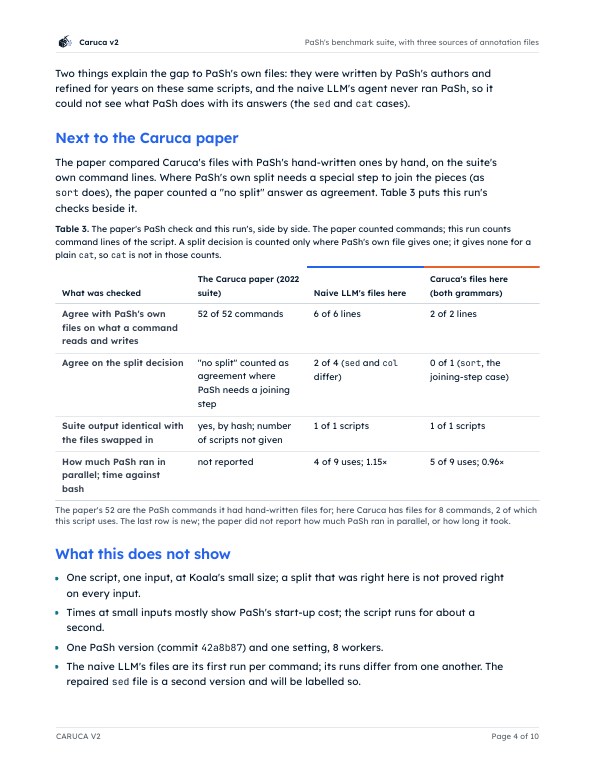 Caruca v2
PaSh's benchmark suite, with three sources of annotation files
Two things explain the gap to PaSh's own files: they were written by PaSh's authors and
refined for years on these same scripts, and the naive LLM's agent never ran PaSh, so it
could not see what PaSh does with its answers (the sed and cat cases).
Next to the Caruca paper
The paper compared Caruca's files with PaSh's hand-written ones by hand, on the suite's
own command lines. Where PaSh's own split needs a special step to join the pieces (as
sort does), the paper counted a "no split" answer as agreement. Table 3 puts this run's
checks beside it.
Table 3. The paper's PaSh check and this run's, side by side. The paper counted commands; this run counts
command lines of the script. A split decision is counted only where PaSh's own file gives one; it gives none for a
plain cat, so cat is not in those counts.
What was checked
The Caruca paper (2022
suite)
Naive LLM's files here
Caruca's files here
(both grammars)
Agree with PaSh's own
files on what a command
reads and writes
52 of 52 commands
6 of 6 lines
2 of 2 lines
Agree on the split decision
"no split" counted as
agreement where
PaSh needs a joining
step
2 of 4 (sed and col
differ)
0 of 1 (sort, the
joining-step case)
Suite output identical with
the files swapped in
yes, by hash; number
of scripts not given
1 of 1 scripts
1 of 1 scripts
How much PaSh ran in
parallel; time against
bash
not reported
4 of 9 uses; 1.15×
5 of 9 uses; 0.96×
The paper's 52 are the PaSh commands it had hand-written files for; here Caruca has files for 8 commands, 2 of which
this script uses. The last row is new; the paper did not report how much PaSh ran in parallel, or how long it took.
What this does not show
• One script, one input, at Koala's small size; a split that was right here is not proved right
on every input.
• Times at small inputs mostly show PaSh's start-up cost; the script runs for about a
second.
• One PaSh version (commit 42a8b87) and one setting, 8 workers.
• The naive LLM's files are its first run per command; its runs differ from one another. The
repaired sed file is a second version and will be labelled so.
CARUCA V2
Page 4 of 10